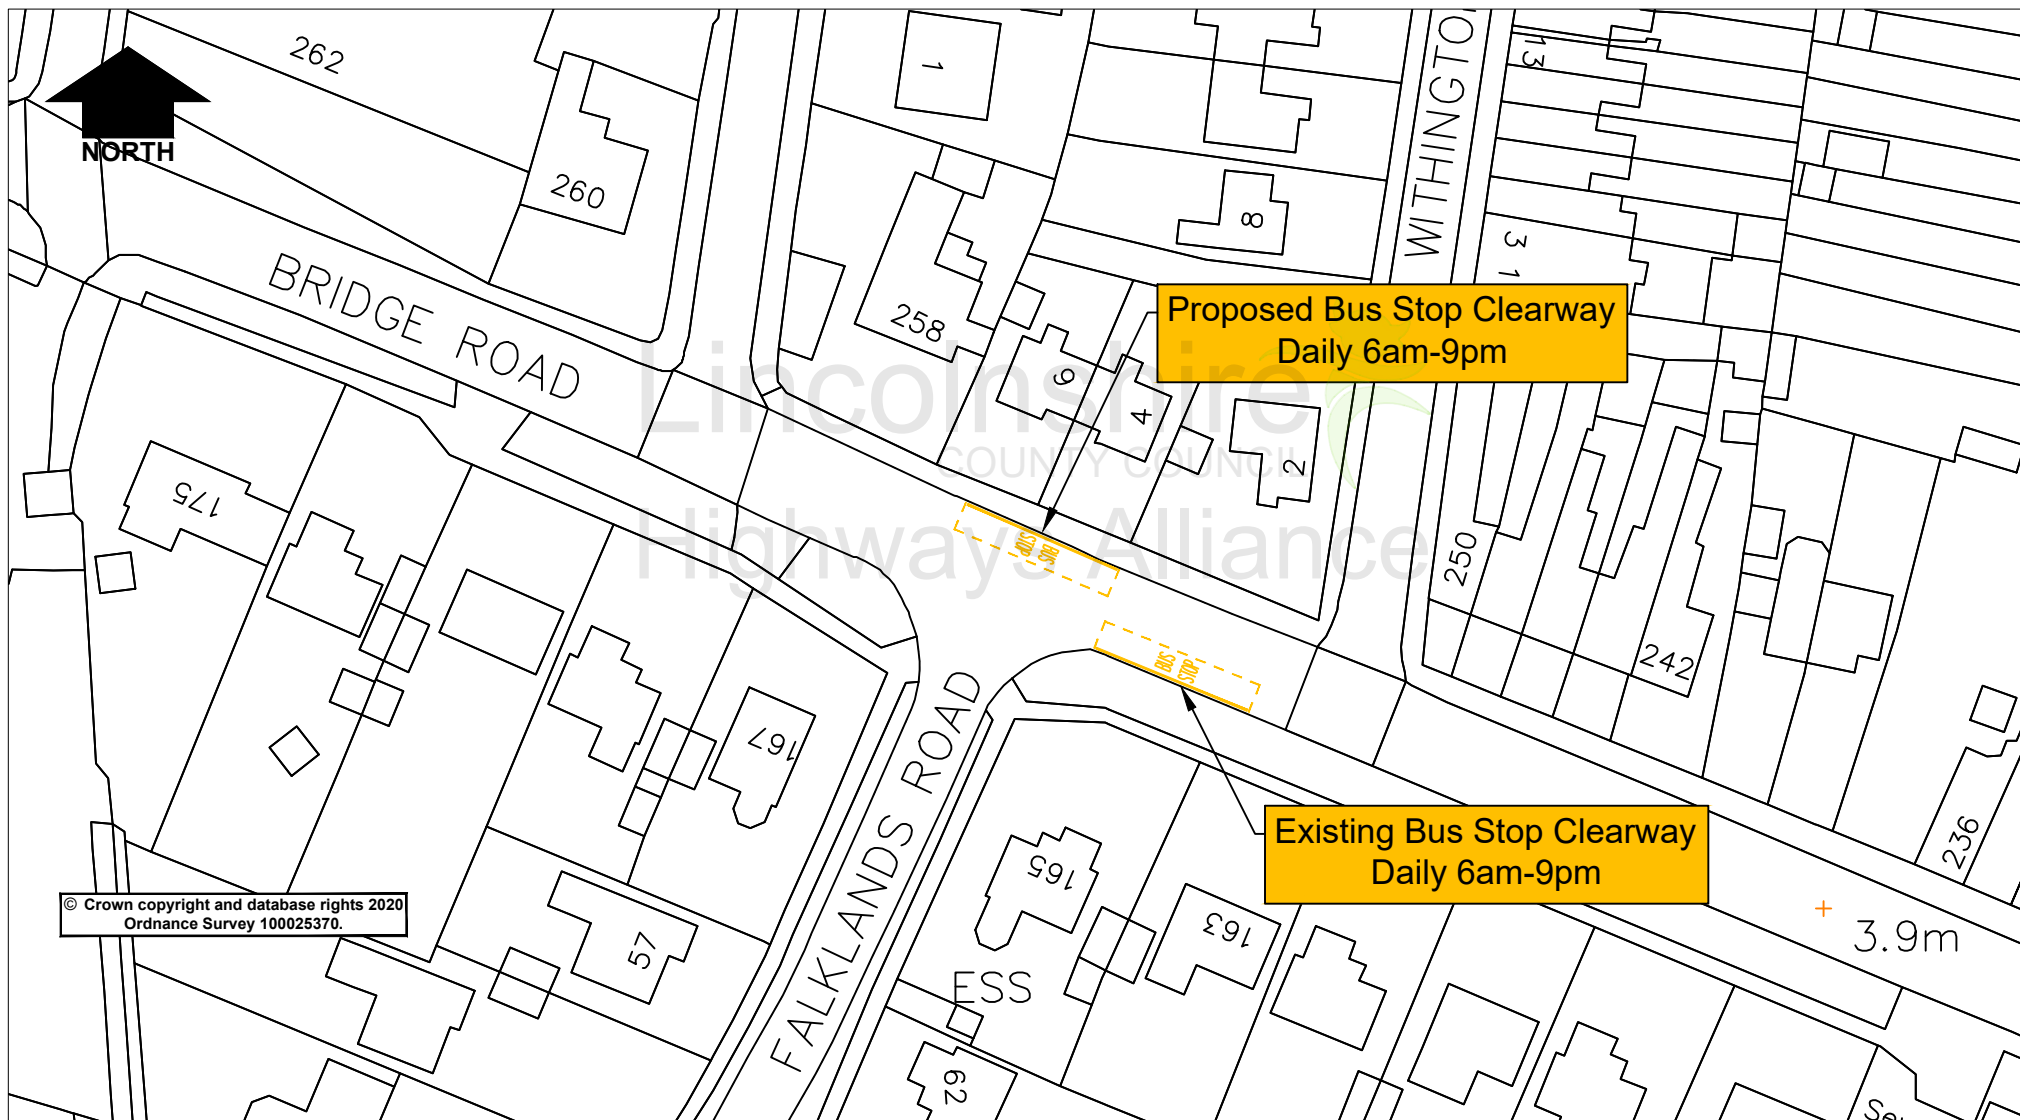 262
NORTH
260
1
13
WITHINGTO
8
3
1
BRIDGE ROAD
258
Proposed Bus Stop Clearway
Daily 6am-9pm
Lincolnshire
COUNTY COUNCIL
Highways Alliance
6
4
2
175
BUS
STOP
250
242
BUS
STOP
167
FALKLANDS ROAD
Existing Bus Stop Clearway
Daily 6am-9pm
236
165
163
© Crown copyright and database rights 2020
Ordnance Survey 100025370.
57
3.9m
ESS
62